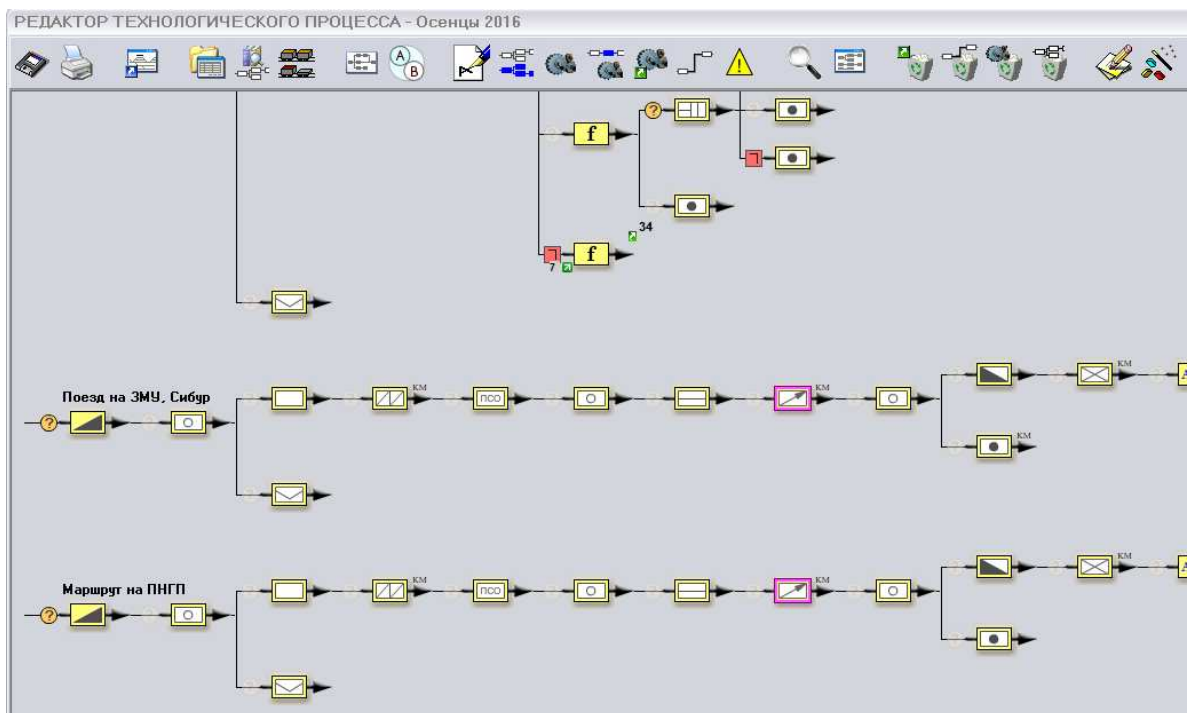 РЕДАКТОР ТЕХНОЛОГИЧЕСКОГО ПРОЦЕССА - Осенцы 2016
A
B
f
34
f
7
КМ
КМ
КМ
Поезд на ЗМУ, Сибур
ПСО
КМ
КМ
КМ
КМ
Маршрут на ПНГП
ПСО